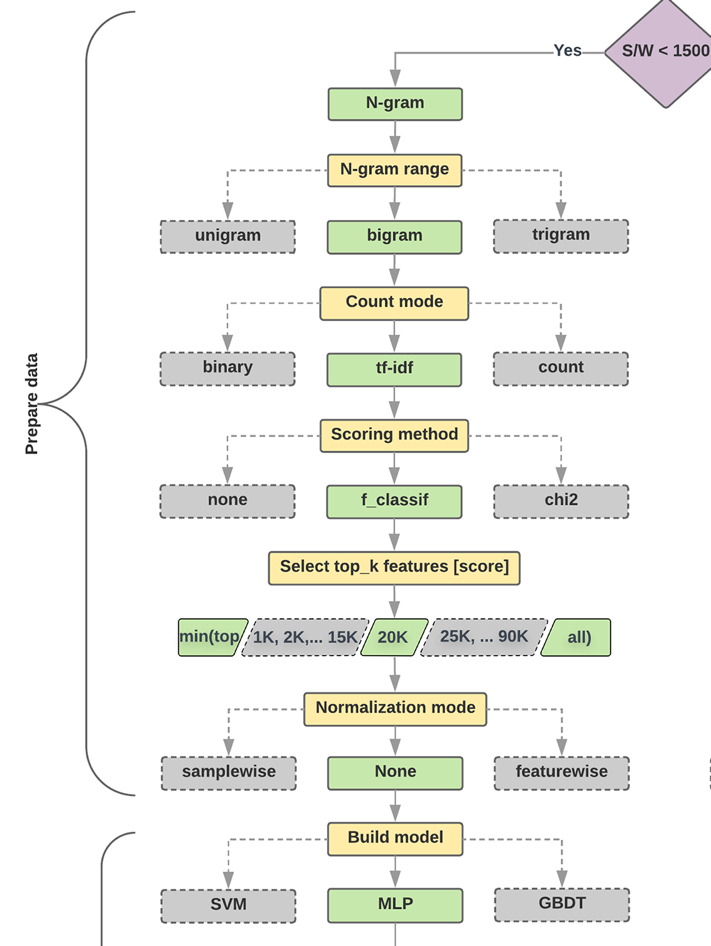 Yes
S/W < 1500
N-gram
N-gram range
unigram
bigram
trigram
Count mode
binary
tf-idf
count
Prepare data
Scoring method
none
f_classif
chi2
Select top_k features [score]
min(top
1K, 2K,... 15K
20K
25K, ... 90K
all)
Normalization mode
samplewise
None
featurewise
Build model
SVM
MLP
GBDT